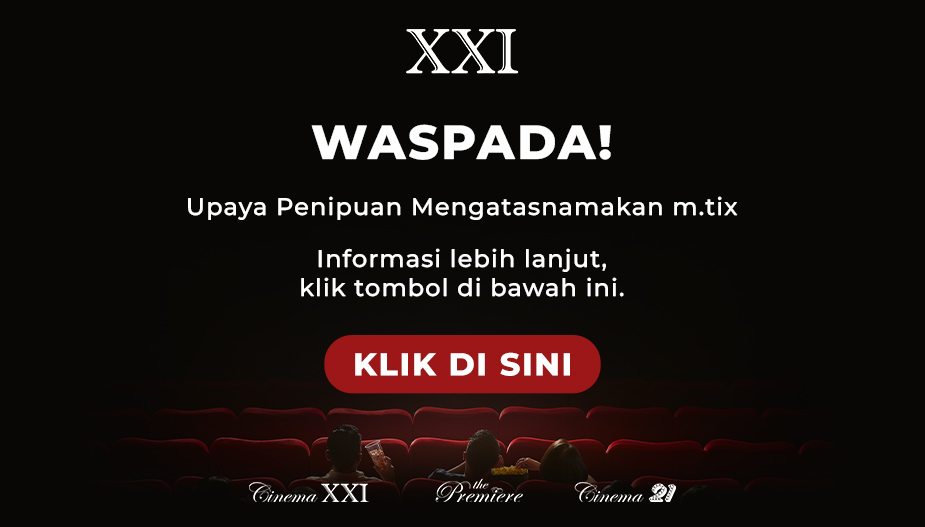 XXI
WASPADA!
Upaya Penipuan Mengatasnamakan m.tix
Informasi lebih lanjut,
klik tombol di bawah ini.
KLIK DI SINI
Cinema XXI
the Premiere
Cinema 21